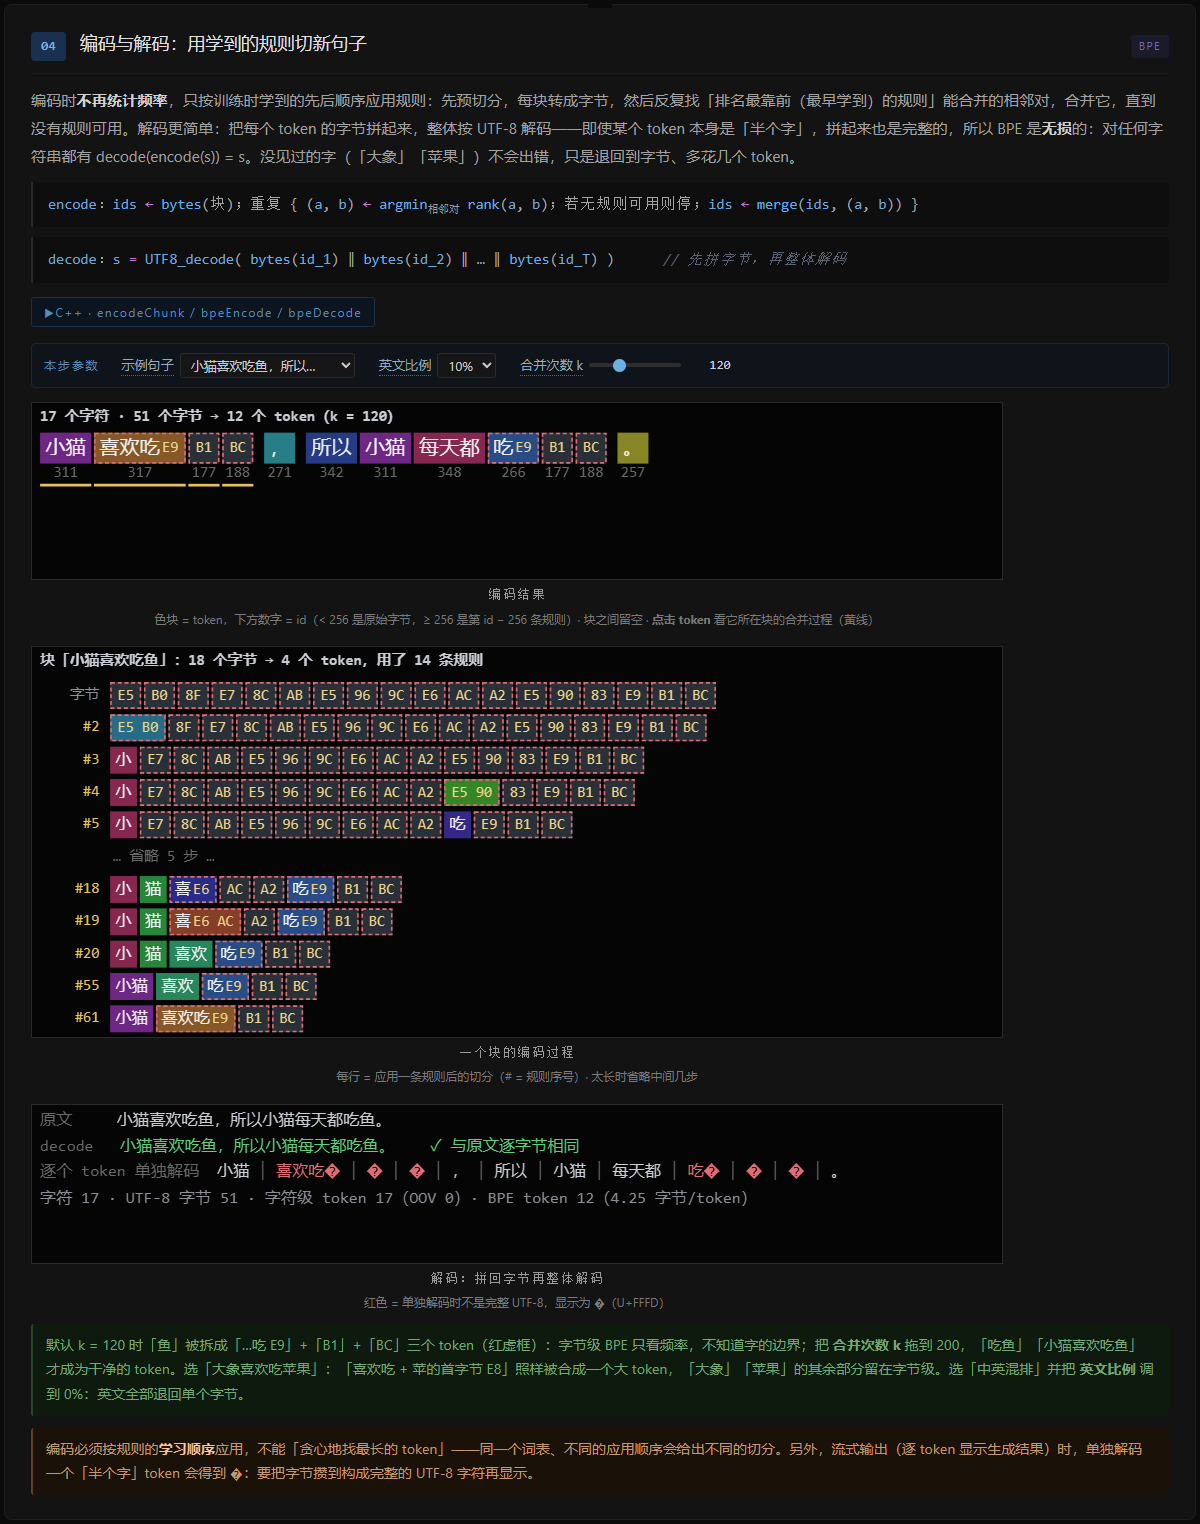 04 编码与解码：用学到的规则切新句子 BPE
编码时不再统计频率，只按训练时学到的先后顺序应用规则：先预切分，每块转成字节，然后反复找「排名最靠前（最早学到）的规则」能合并的相邻对，合并它，直到
没有规则可用。解码更简单：把每个 token 的字节拼起来，整体按 UTF-8 解码——即使某个 token 本身是「半个字」，拼起来也是完整的，所以 BPE 是无损的：对任何字
符串都有 decode(encode(s)) = s。没见过的字（「大象」「苹果」）不会出错，只是退回到字节、多花几个 token。
encode：ids ← bytes(块)；重复 { (a, b) ← argmin相邻对 rank(a, b)；若无规则可用则停；ids ← merge(ids, (a, b)) }
decode：s = UTF8_decode( bytes(id_1) ‖ bytes(id_2) ‖ … ‖ bytes(id_T) ) // 先拼字节，再整体解码
▶C++ · encodeChunk / bpeEncode / bpeDecode
本步参数 示例句子 小猫喜欢吃鱼，所以… 英文比例 10% 合并次数 k 120
17 个字符 · 51 个字节 → 12 个 token (k = 120)
小猫 喜欢吃E9 B1 BC ， 所以 小猫 每天都 吃E9 B1 BC 。
311 317 177 188 271 342 311 348 266 177 188 257
编码结果
色块 = token，下方数字 = id（< 256 是原始字节，≥ 256 是第 id − 256 条规则）· 块之间留空 · 点击 token 看它所在块的合并过程（黄线）
块「小猫喜欢吃鱼」：18 个字节 → 4 个 token，用了 14 条规则
字节 E5 B0 8F E7 8C AB E5 96 9C E6 AC A2 E5 90 83 E9 B1 BC
#2 E5 B0 8F E7 8C AB E5 96 9C E6 AC A2 E5 90 83 E9 B1 BC
#3 小 E7 8C AB E5 96 9C E6 AC A2 E5 90 83 E9 B1 BC
#4 小 E7 8C AB E5 96 9C E6 AC A2 E5 90 83 E9 B1 BC
#5 小 E7 8C AB E5 96 9C E6 AC A2 吃 E9 B1 BC
… 省略 5 步 …
#18 小 猫 喜E6 AC A2 吃E9 B1 BC
#19 小 猫 喜E6 AC A2 吃E9 B1 BC
#20 小 猫 喜欢 吃E9 B1 BC
#55 小猫 喜欢 吃E9 B1 BC
#61 小猫 喜欢吃E9 B1 BC
一个块的编码过程
每行 = 应用一条规则后的切分（# = 规则序号）· 太长时省略中间几步
原文 小猫喜欢吃鱼，所以小猫每天都吃鱼。
decode 小猫喜欢吃鱼，所以小猫每天都吃鱼。 ✓ 与原文逐字节相同
逐个 token 单独解码 小猫 │ 喜欢吃� │ � │ � │ ， │ 所以 │ 小猫 │ 每天都 │ 吃� │ � │ � │ 。
字符 17 · UTF-8 字节 51 · 字符级 token 17 (OOV 0) · BPE token 12 (4.25 字节/token)
解码：拼回字节再整体解码
红色 = 单独解码时不是完整 UTF-8，显示为 �（U+FFFD）
默认 k = 120 时「鱼」被拆成「…吃 E9」+「B1」+「BC」三个 token（红虚框）：字节级 BPE 只看频率，不知道字的边界；把 合并次数 k 拖到 200，「吃鱼」「小猫喜欢吃鱼」
才成为干净的 token。选「大象喜欢吃苹果」：「喜欢吃 + 苹的首字节 E8」照样被合成一个大 token，「大象」「苹果」的其余部分留在字节级。选「中英混排」并把 英文比例 调
到 0%：英文全部退回单个字节。
编码必须按规则的学习顺序应用，不能「贪心地找最长的 token」——同一个词表、不同的应用顺序会给出不同的切分。另外，流式输出（逐 token 显示生成结果）时，单独解码
一个「半个字」token 会得到 �：要把字节攒到构成完整的 UTF-8 字符再显示。